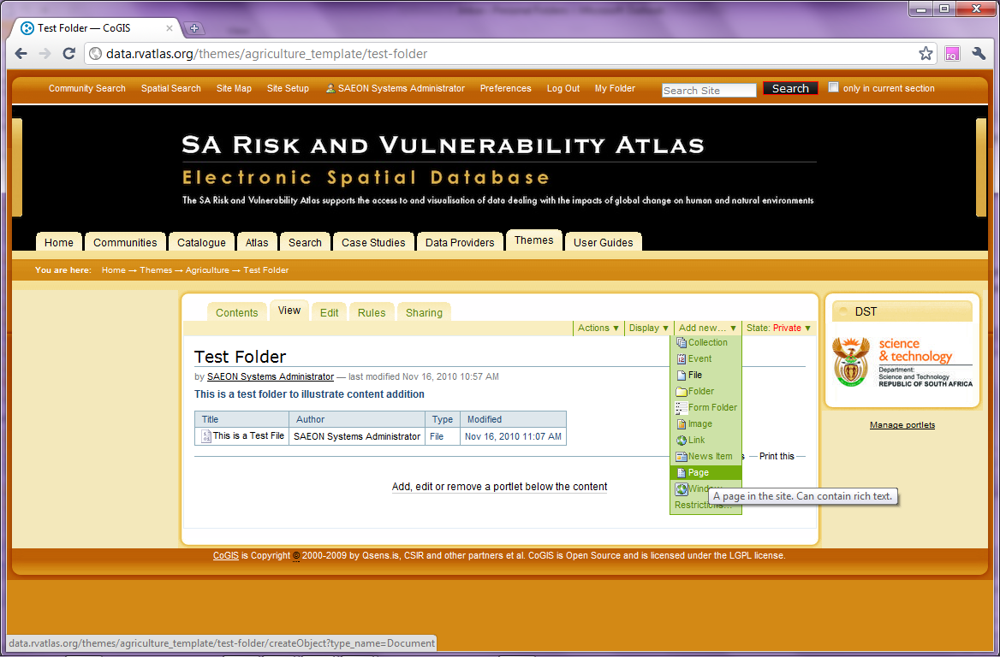 Test Folder — CoGIS
data.rvatlas.org/themes/agriculture_template/test-folder
FQ
Community Search Spatial Search Site Map Site Setup SAEON Systems Administrator Preferences Log Out My Folder Search Site Search only in current section
SA Risk and Vulnerability Atlas
Electronic Spatial Database
The SA Risk and Vulnerability Atlas supports the access to and visualisation of data dealing with the impacts of global change on human and natural environments
Home Communities Catalogue Atlas Search Case Studies Data Providers Themes User Guides
You are here: Home → Themes → Agriculture → Test Folder
Contents View Edit Rules Sharing
Actions ▼ Display ▼ Add new... ▼ State: Private ▼
Collection
Event
File
Folder
Form Folder
Image
Link
News Item
Page
Window
Restrictions...
A page in the site. Can contain rich text.
Test Folder
by SAEON Systems Administrator — last modified Nov 16, 2010 10:57 AM
This is a test folder to illustrate content addition
Title Author Type Modified
This is a Test File SAEON Systems Administrator File Nov 16, 2010 11:07 AM
— Print this —
Add, edit or remove a portlet below the content
DST
science
& technology
Department:
Science and Technology
REPUBLIC OF SOUTH AFRICA
Manage portlets
CoGIS is Copyright © 2000-2009 by Qsens.is, CSIR and other partners et al. CoGIS is Open Source and is licensed under the LGPL license.
data.rvatlas.org/themes/agriculture_template/test-folder/createObject?type_name=Document